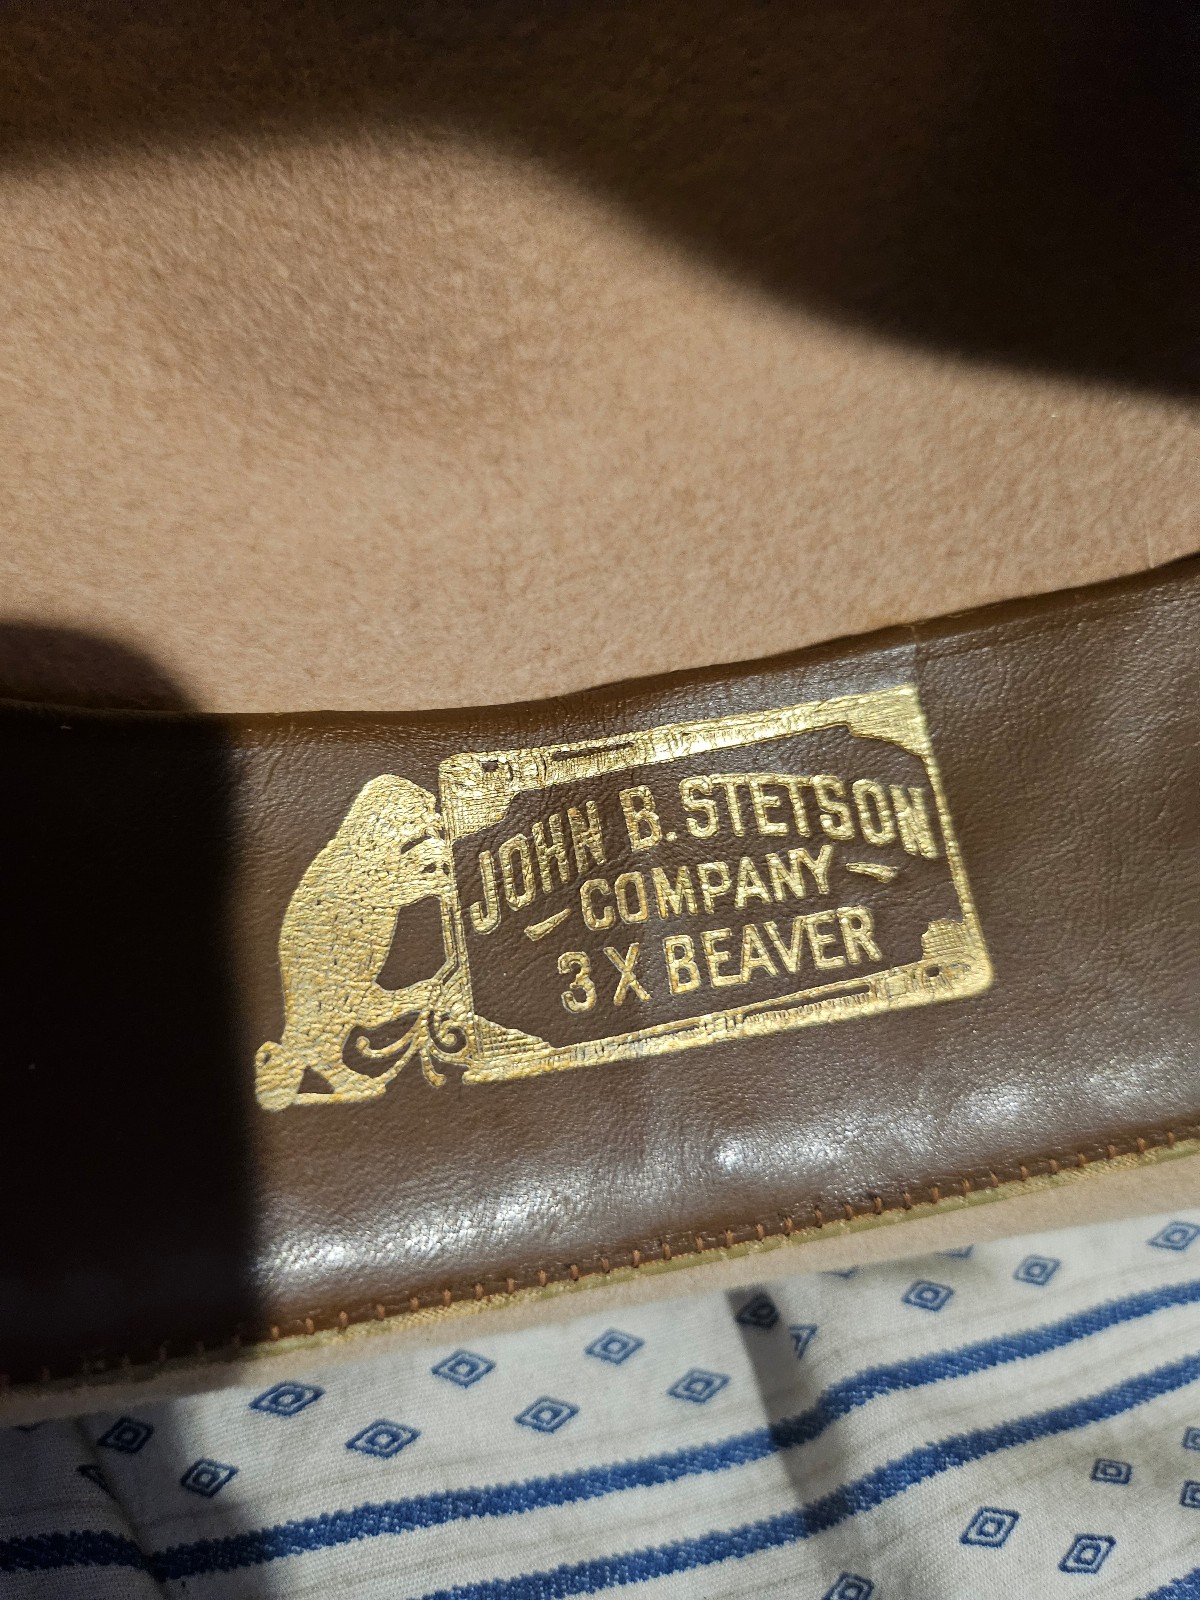 JOHN B. STETSON
— COMPANY —
3 X BEAVER